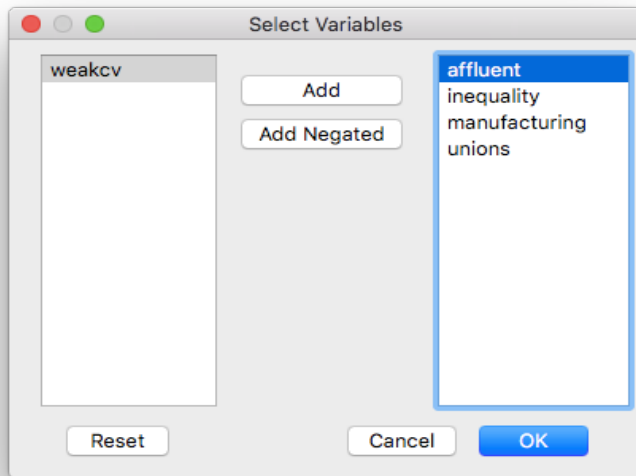 Select Variables
weakcv
Add
Add Negated
affluent
inequality
manufacturing
unions
Reset
Cancel
OK